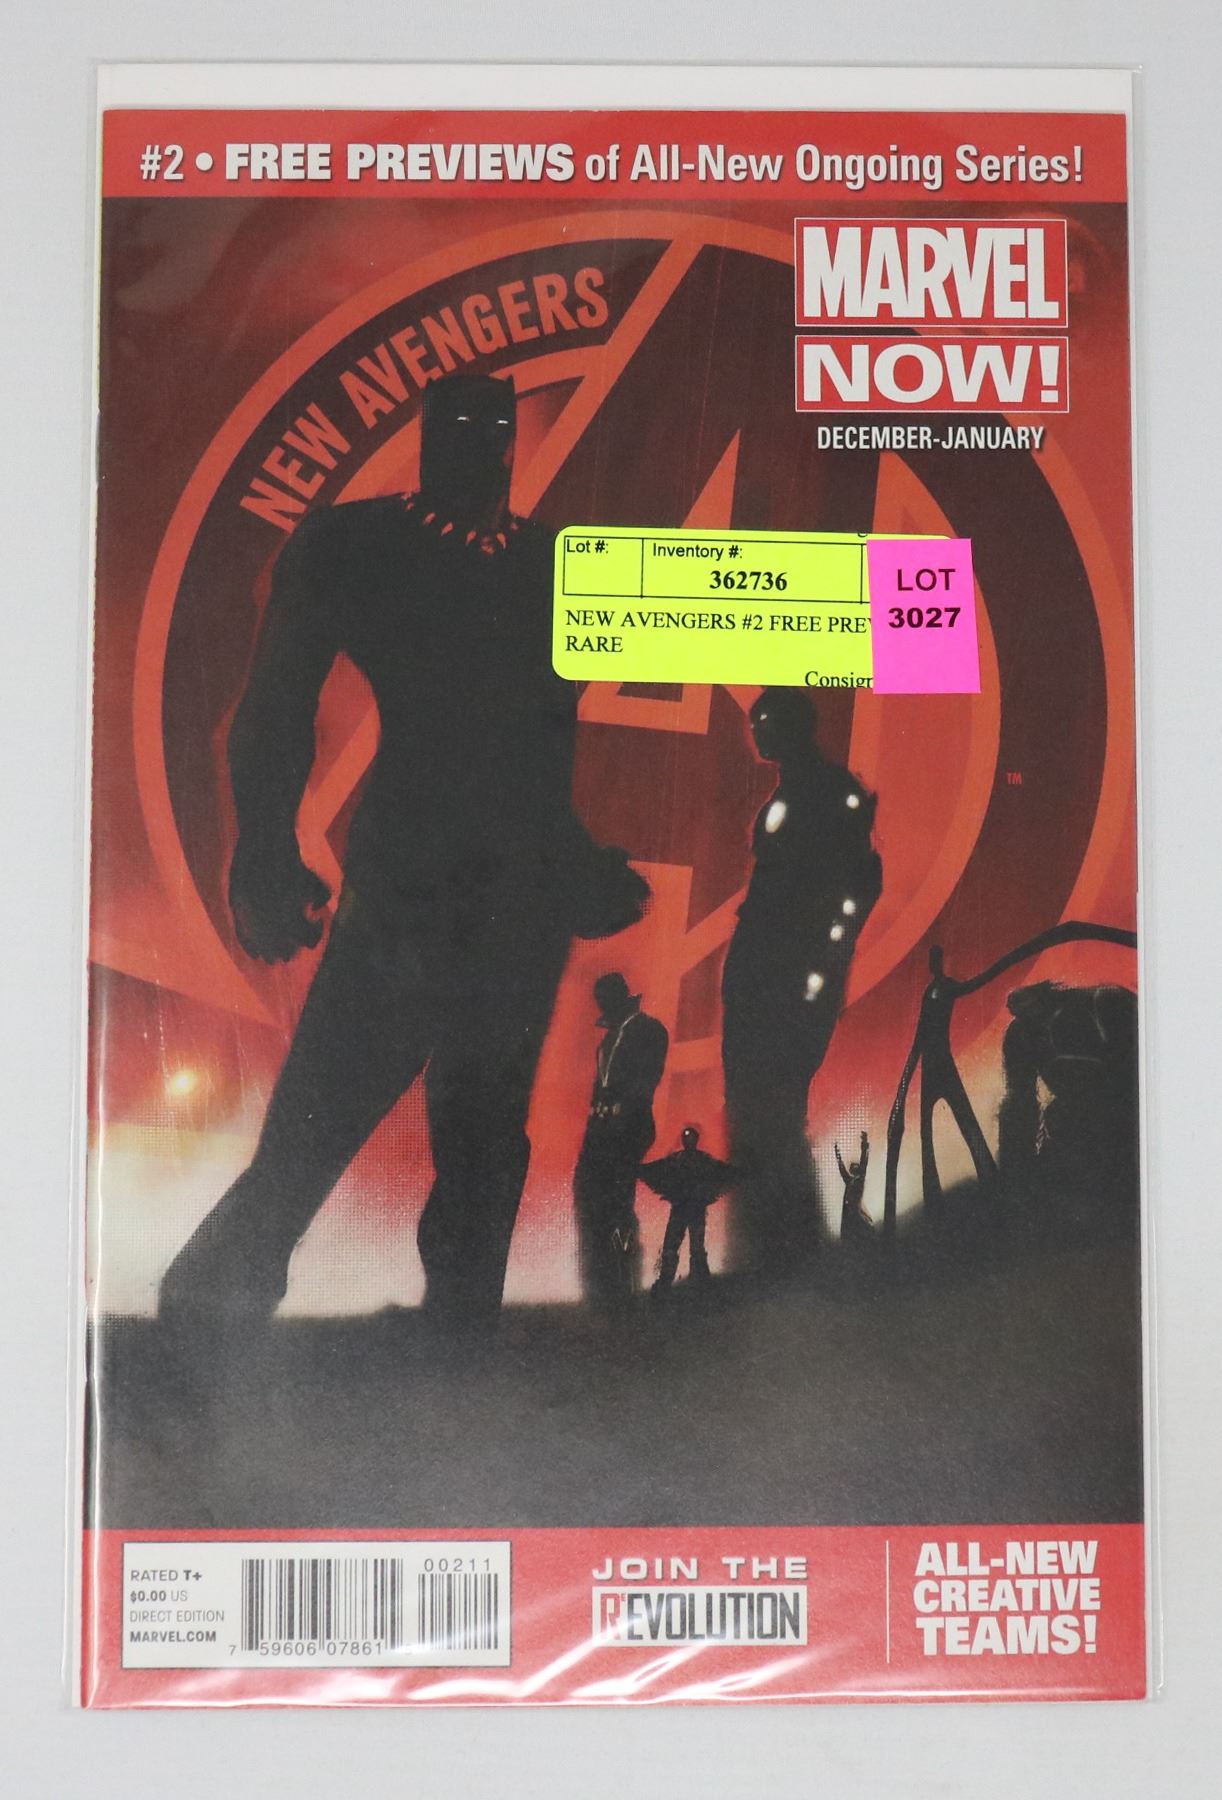 #2 • FREE PREVIEWS of All-New Ongoing Series!
MARVEL
NOW!
DECEMBER-JANUARY
NEW AVENGERS
Lot #:
Inventory #:
362736
NEW AVENGERS #2 FREE
RARE
LOT
3027
TM
RATED T+
$0.00 US
DIRECT EDITION
MARVEL.COM
00211
7 59606 07861
JOIN THE
REVOLUTION
ALL-NEW
CREATIVE
TEAMS!